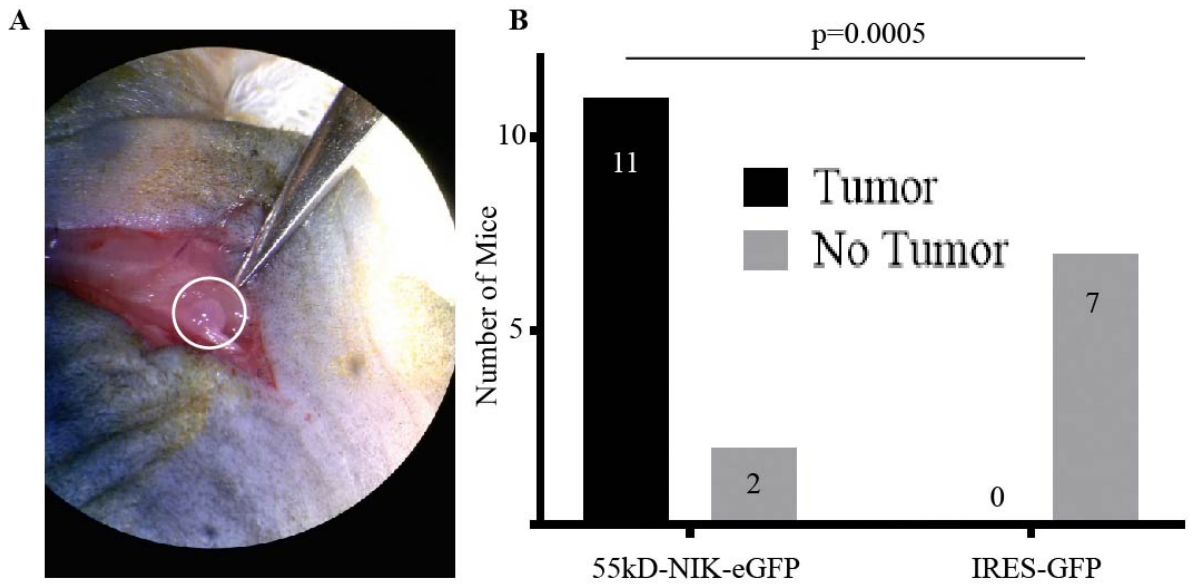 A
B
p=0.0005
10
11
Tumor
No Tumor
Number of Mice
5
7
2
0
55kD-NIK-eGFP
IRES-GFP